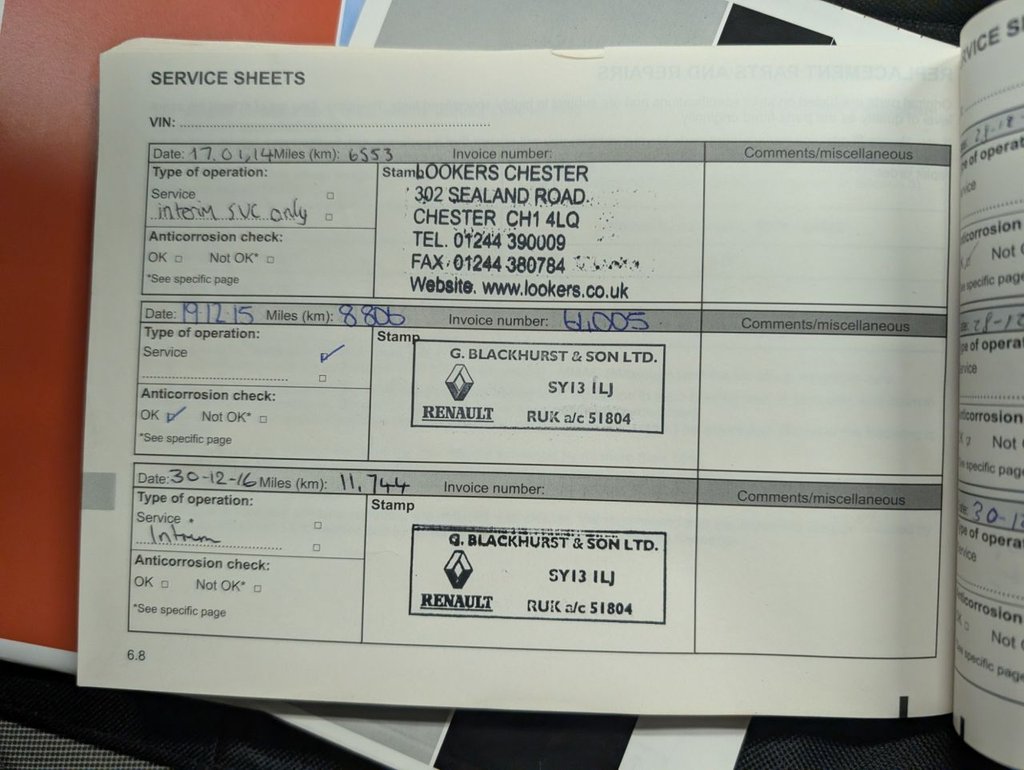 SERVICE SHEETS
VIN:
Date: 17.01,14 Miles (km): 6553 Invoice number: Comments/miscellaneous
Type of operation:
Service
interim SVC only
Anticorrosion check:
OK Not OK*
*See specific page
Stamp
LOOKERS CHESTER
302 SEALAND ROAD
CHESTER CH1 4LQ
TEL. 01244 390009
FAX. 01244 380784
Website. www.lookers.co.uk
Date: 19.12.15 Miles (km): 8806 Invoice number: 61,005 Comments/miscellaneous
Type of operation:
Service
Anticorrosion check:
OK Not OK*
*See specific page
Stamp
G. BLACKHURST & SON LTD.
SY13 1LJ
RENAULT RUK a/c 51804
Date: 30-12-16 Miles (km): 11,744 Invoice number: Comments/miscellaneous
Type of operation:
Service
Interim
Anticorrosion check:
OK Not OK*
*See specific page
Stamp
G. BLACKHURST & SON LTD.
SY13 1LJ
RENAULT RUK a/c 51804
6.8